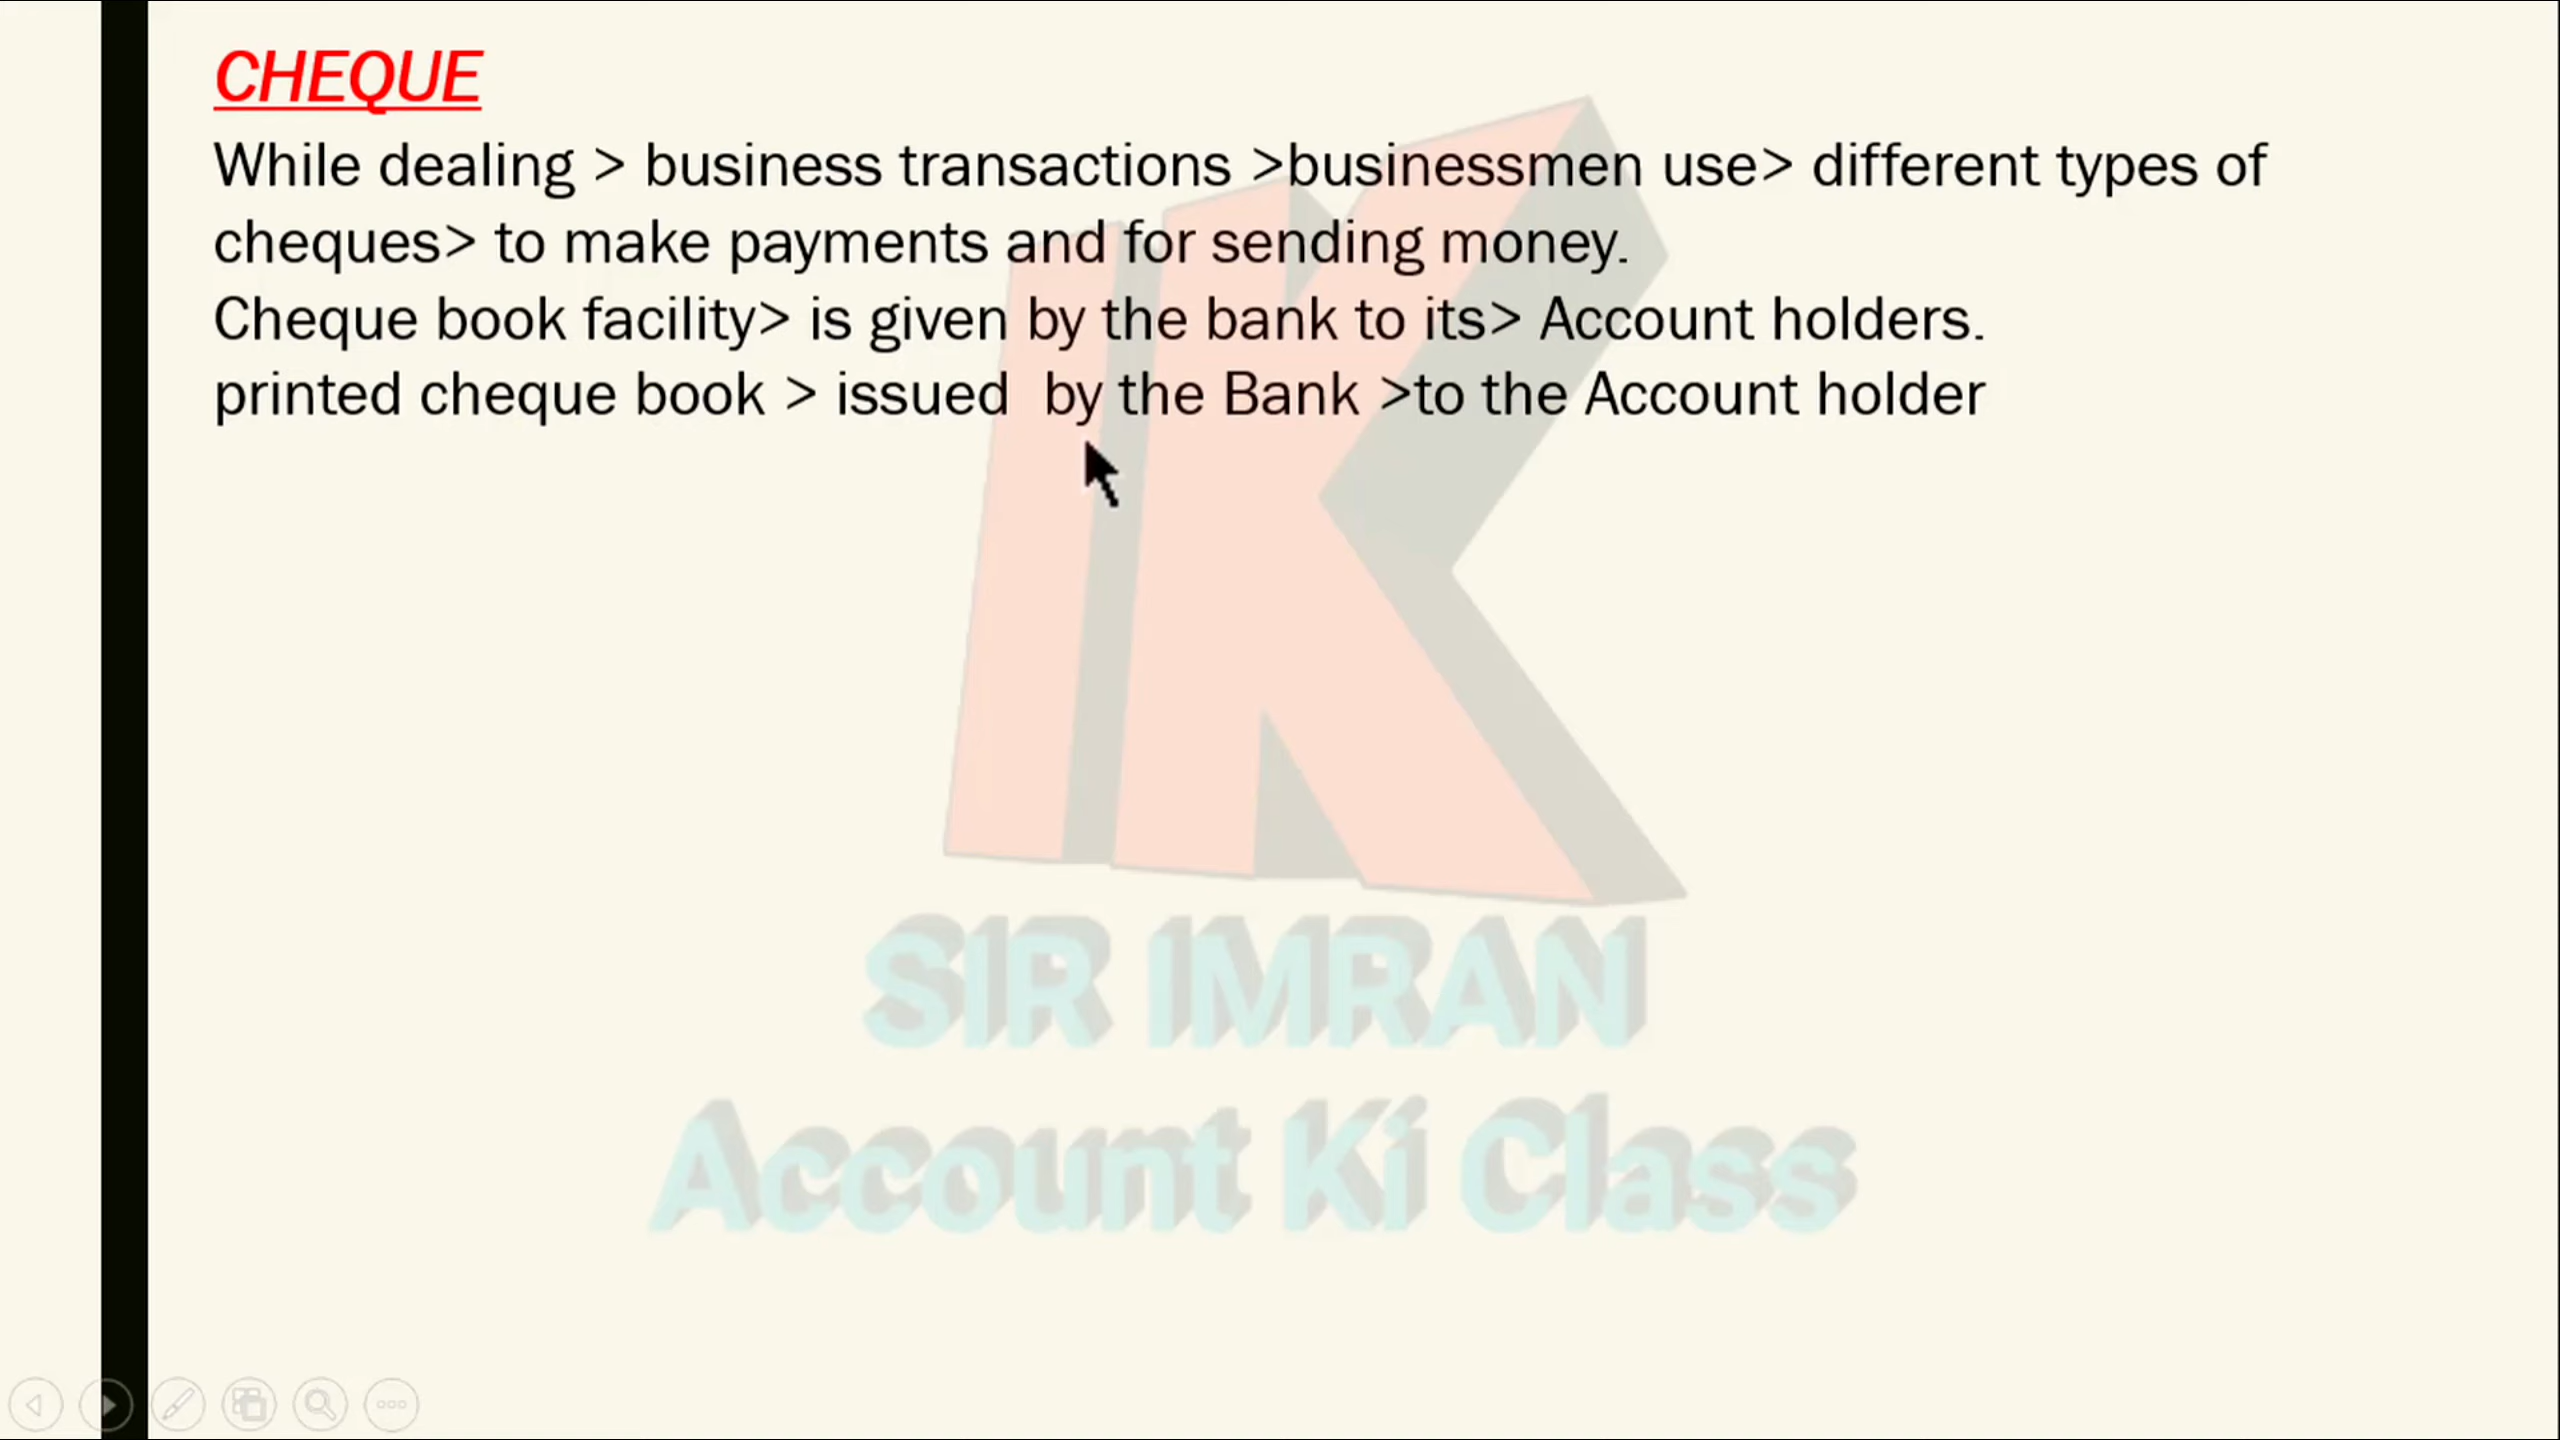 CHEQUE
While dealing > business transactions >businessmen use> different types of
cheques> to make payments and for sending money.
Cheque book facility> is given by the bank to its> Account holders.
printed cheque book > issued  by the Bank >to the Account holder
IK
SIR IMRAN
Account Ki Class